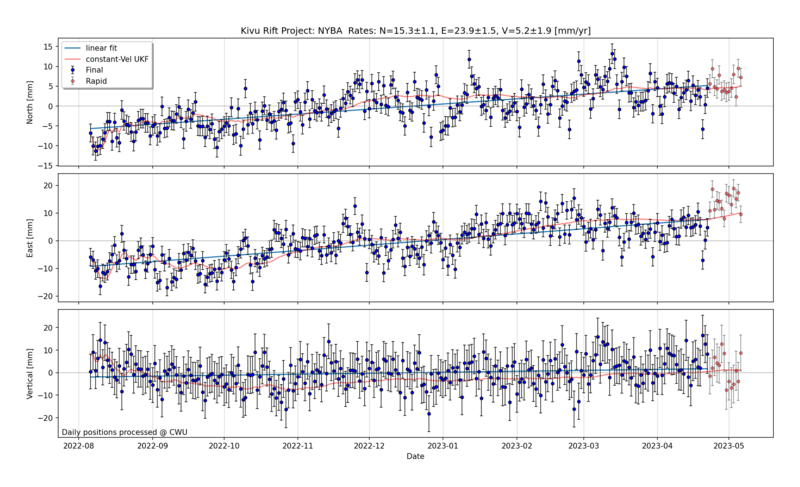 Kivu Rift Project: NYBA Rates: N=15.3±1.1, E=23.9±1.5, V=5.2±1.9 [mm/yr]
linear fit
constant-Vel UKF
Final
Rapid
North [mm]
15
10
5
0
−5
−10
−15
East [mm]
20
10
0
−10
−20
Vertical [mm]
20
10
0
−10
−20
Daily positions processed @ CWU
2022-08 2022-09 2022-10 2022-11 2022-12 2023-01 2023-02 2023-03 2023-04 2023-05
Date